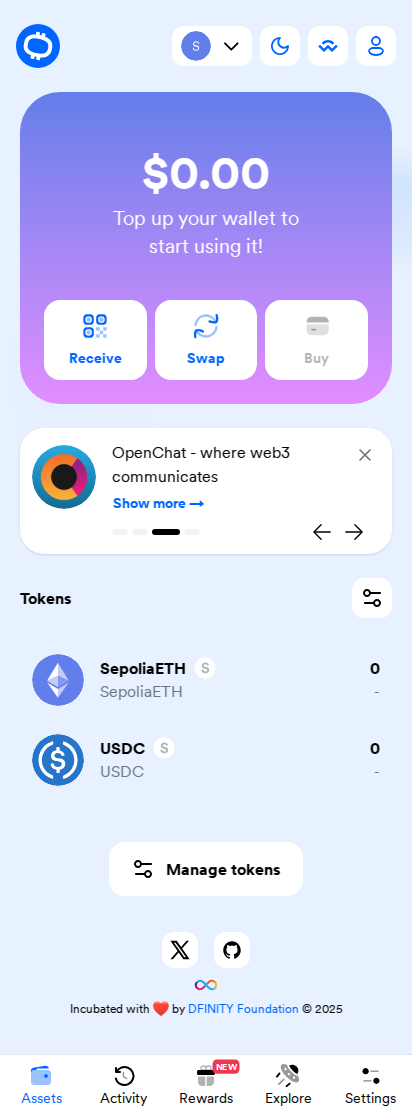 S
$0.00
Top up your wallet to
start using it!
Receive
Swap
Buy
OpenChat - where web3
communicates
Show more
Tokens
SepoliaETH S 0
SepoliaETH -
USDC S 0
USDC -
Manage tokens
Incubated with ❤️ by DFINITY Foundation © 2025
NEW
Assets
Activity
Rewards
Explore
Settings